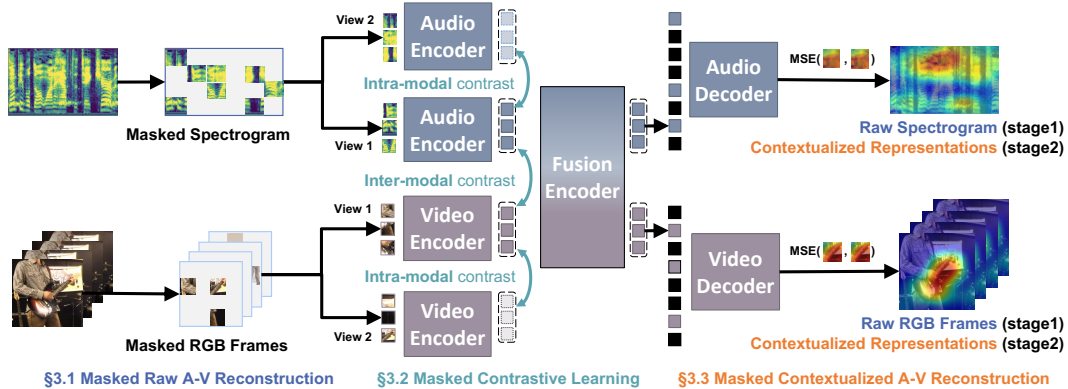 View 2
Audio
Encoder
Intra-modal contrast
Masked Spectrogram
Audio
Encoder
View 1
Inter-modal contrast
View 1
Video
Encoder
Intra-modal contrast
Video
Encoder
View 2
Masked RGB Frames
Fusion
Encoder
Audio
Decoder
MSE( , )
Raw Spectrogram (stage1)
Contextualized Representations (stage2)
Video
Decoder
MSE( , )
Raw RGB Frames (stage1)
Contextualized Representations (stage2)
§3.1 Masked Raw A-V Reconstruction
§3.2 Masked Contrastive Learning
§3.3 Masked Contextualized A-V Reconstruction